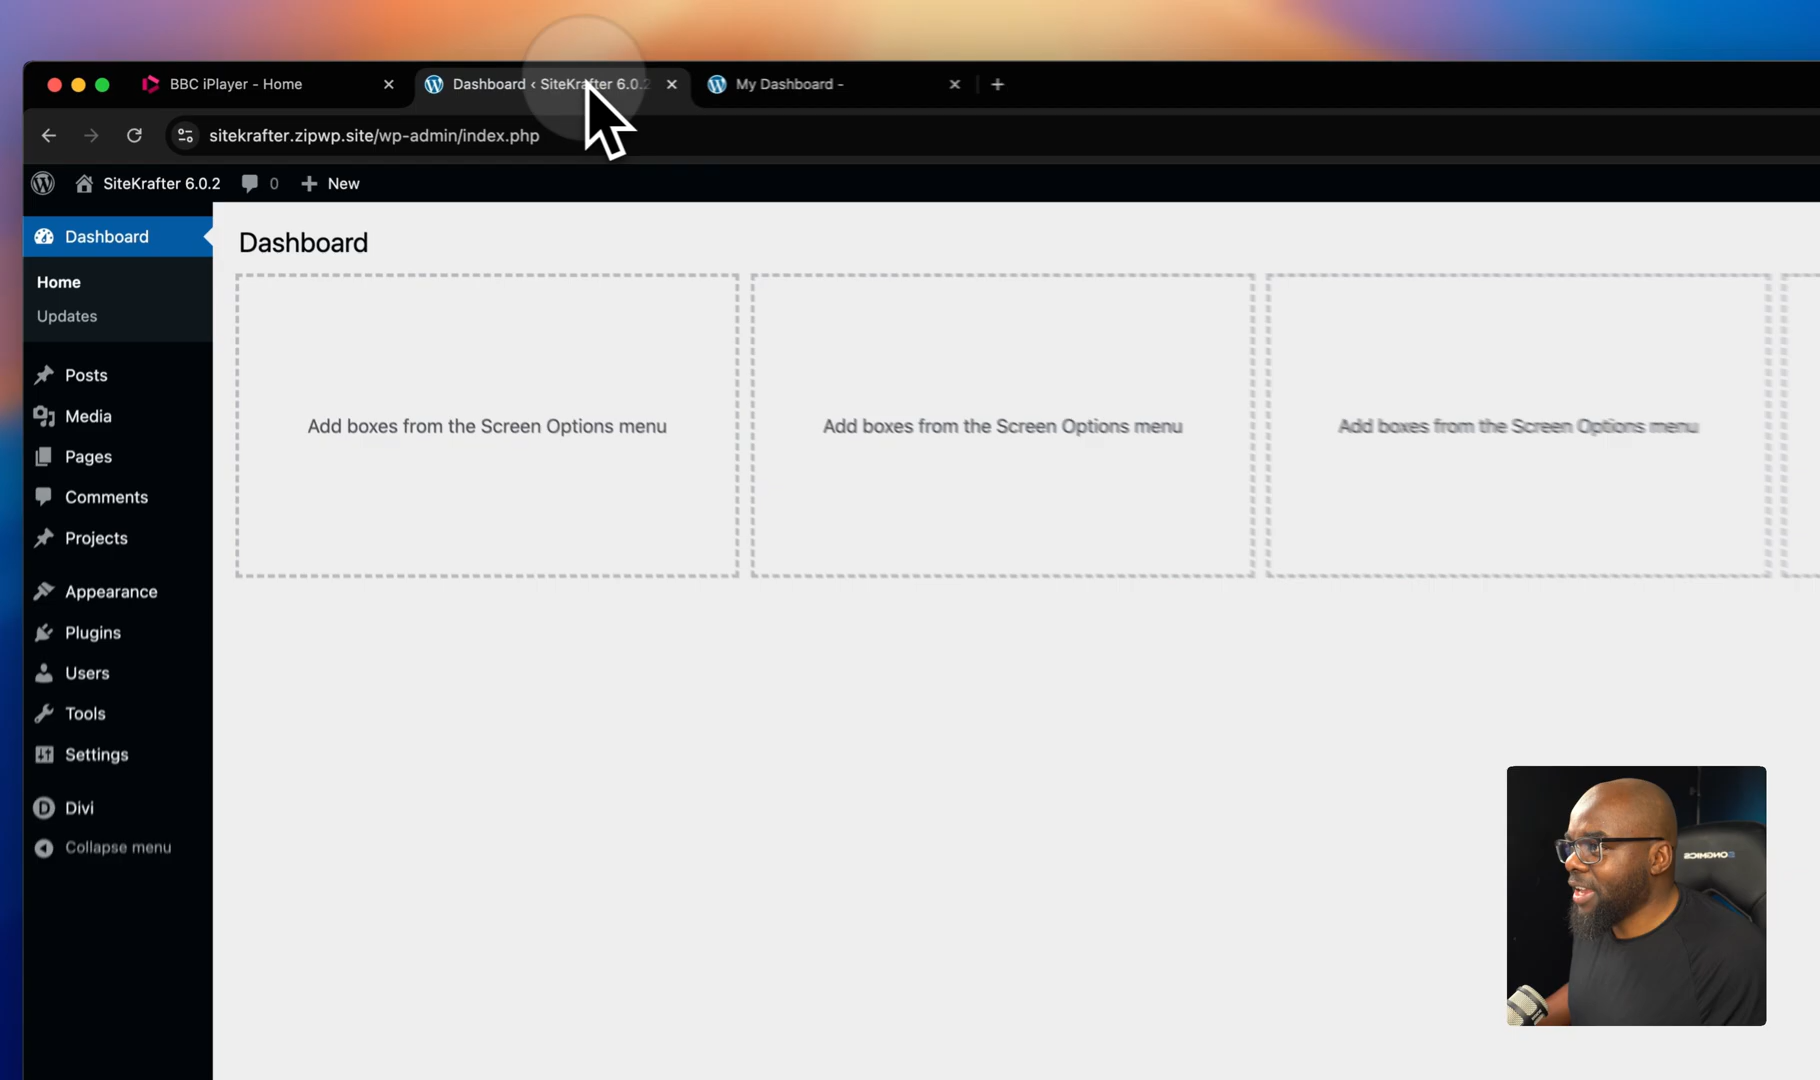 BBC iPlayer - Home
Dashboard ‹ SiteKrafter 6.0.2
My Dashboard -
sitekrafter.zipwp.site/wp-admin/index.php
SiteKrafter 6.0.2
0
New
Dashboard
Home
Updates
Posts
Media
Pages
Comments
Projects
Appearance
Plugins
Users
Tools
Settings
Divi
Collapse menu
Dashboard
Add boxes from the Screen Options menu
Add boxes from the Screen Options menu
Add boxes from the Screen Options menu